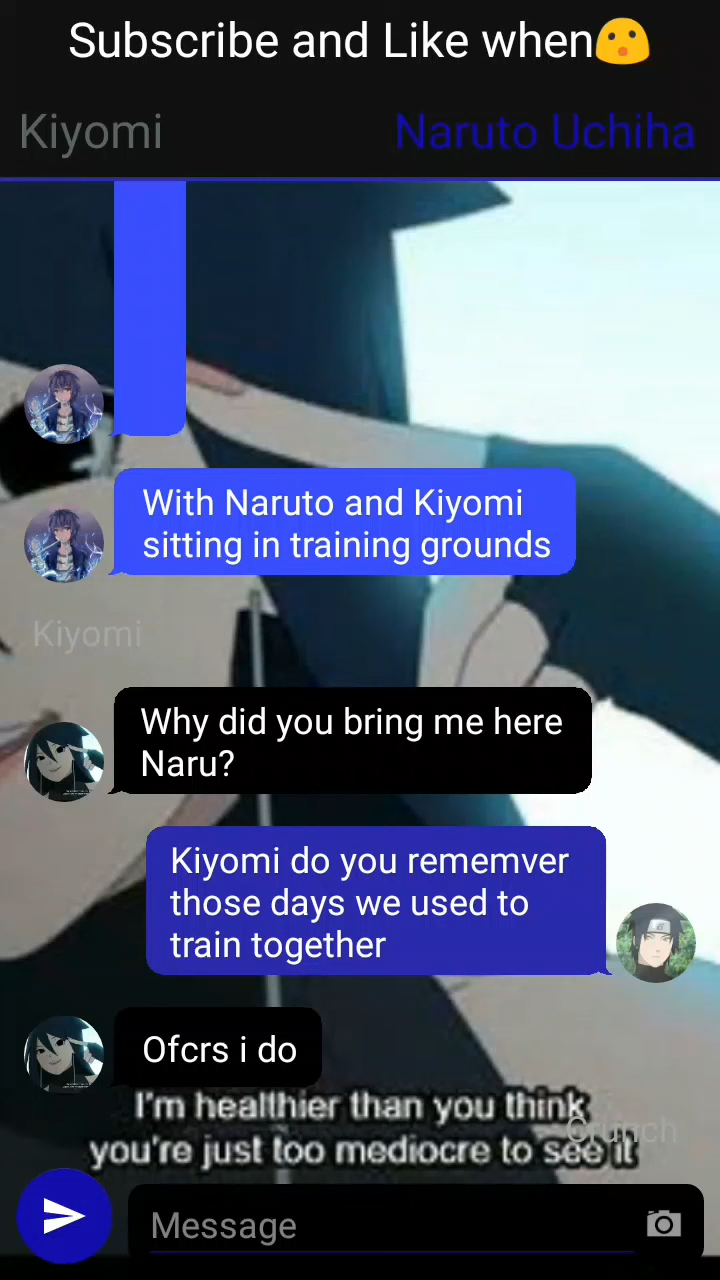 Subscribe and Like when😮
Kiyomi
Naruto Uchiha
With Naruto and Kiyomi
sitting in training grounds
Kiyomi
Why did you bring me here
Naru?
Kiyomi do you rememver
those days we used to
train together
Ofcrs i do
I'm healthier than you think
Crunch
you're just too mediocre to see it
Message